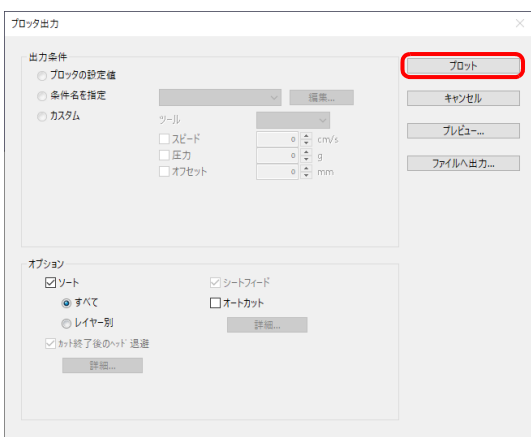 プロッタ出力
出力条件
プロッタの設定値
条件名を指定
編集...
カスタム
ツール
スピード
0
cm/s
圧力
0
g
オフセット
0
mm
プロット
キャンセル
プレビュー...
ファイルへ出力...
オプション
ソート
すべて
レイヤー別
カット終了後のヘッド退避
詳細...
シートフィード
オートカット
詳細...